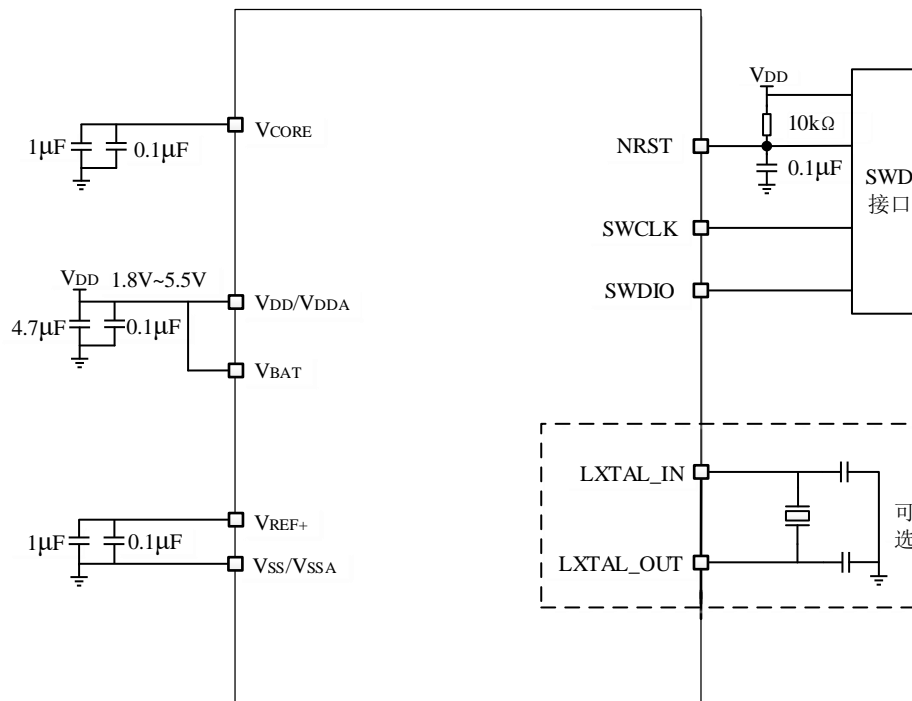 VCORE
1μF
0.1μF
VDD
1.8V~5.5V
VDD/VDDA
4.7μF
0.1μF
VBAT
VREF+
1μF
0.1μF
VSS/VSSA
VDD
10kΩ
NRST
0.1μF
SWD
接口
SWCLK
SWDIO
LXTAL_IN
可
选
LXTAL_OUT